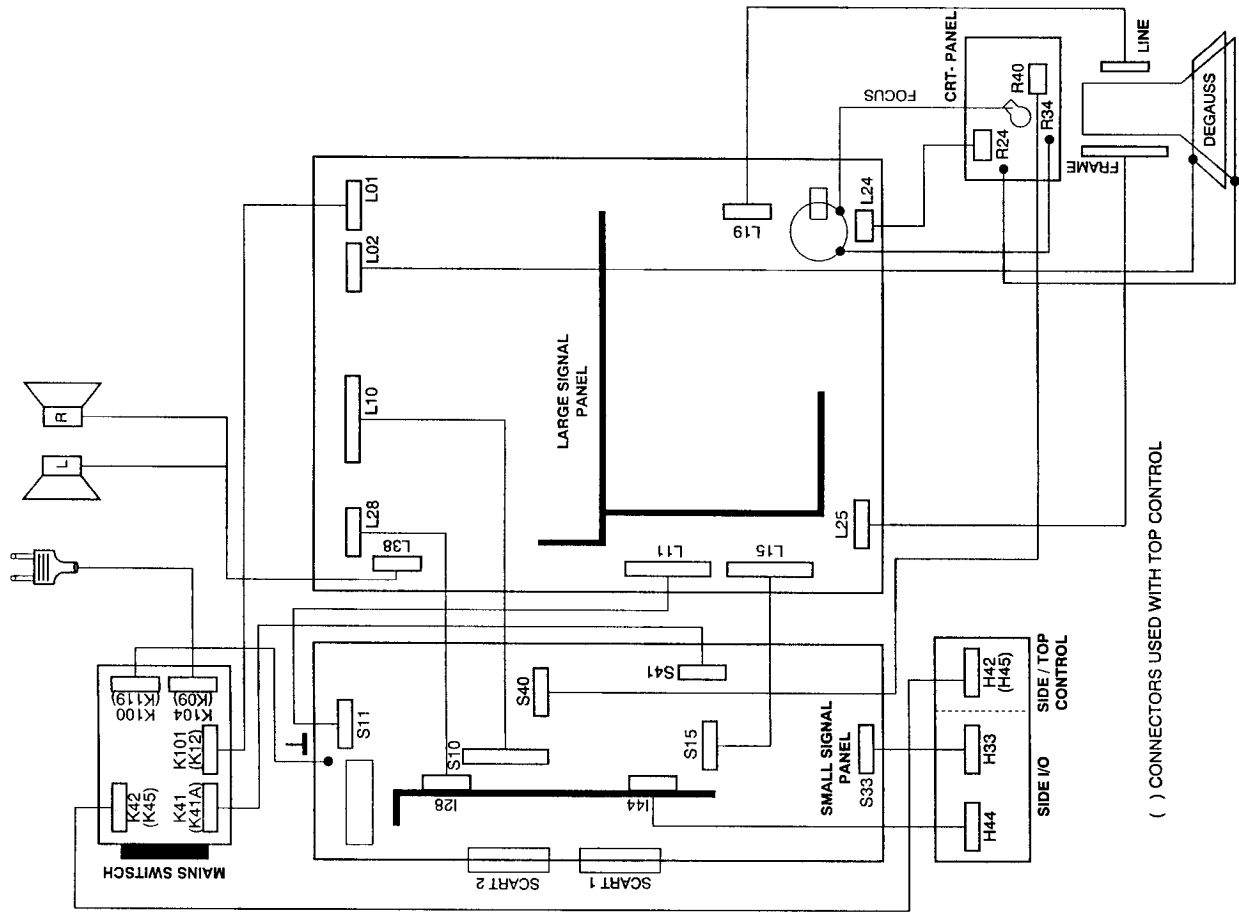 MAINS SWITSCH
K42
(K45)
K41
(K41A)
K101
(K12)
K104
(K09)
K100
(K119)
L
R
SCART 2
SCART 1
S11
S10
I28
I44
S40
S41
S15
S33
SMALL SIGNAL
PANEL
L28
L38
L10
L02
L01
L11
L15
L25
L19
L24
LARGE SIGNAL
PANEL
H44
H33
H42
(H45)
SIDE I/O
SIDE / TOP
CONTROL
FOCUS
CRT- PANEL
R24
R34
R40
FRAME
LINE
DEGAUSS
( ) CONNECTORS USED WITH TOP CONTROL